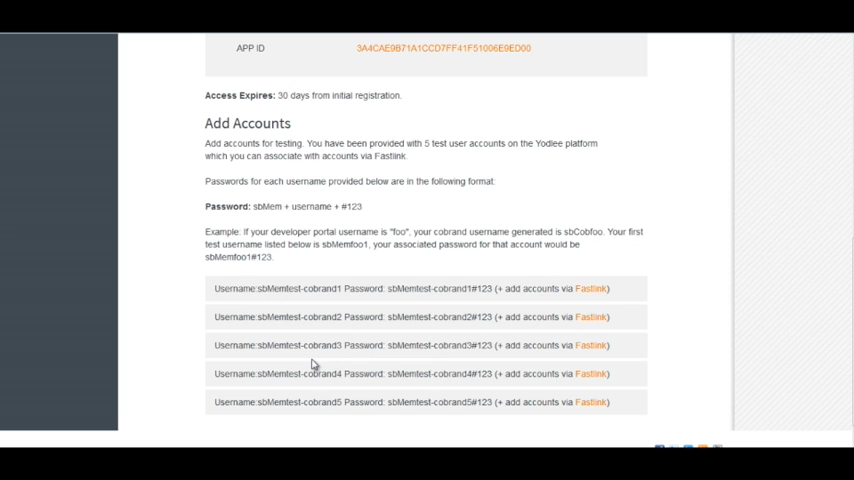 APP ID 3A4CAE9B71A1CCD7FF41F51006E9ED00
Access Expires: 30 days from initial registration.
Add Accounts
Add accounts for testing. You have been provided with 5 test user accounts on the Yodlee platform
which you can associate with accounts via Fastlink.
Passwords for each username provided below are in the following format:
Password: sbMem + username + #123
Example: If your developer portal username is "foo", your cobrand username generated is sbCobfoo. Your first
test username listed below is sbMemfoo1, your associated password for that account would be
sbMemfoo1#123.
Username:sbMemtest-cobrand1 Password: sbMemtest-cobrand1#123 (+ add accounts via Fastlink)
Username:sbMemtest-cobrand2 Password: sbMemtest-cobrand2#123 (+ add accounts via Fastlink)
Username:sbMemtest-cobrand3 Password: sbMemtest-cobrand3#123 (+ add accounts via Fastlink)
Username:sbMemtest-cobrand4 Password: sbMemtest-cobrand4#123 (+ add accounts via Fastlink)
Username:sbMemtest-cobrand5 Password: sbMemtest-cobrand5#123 (+ add accounts via Fastlink)